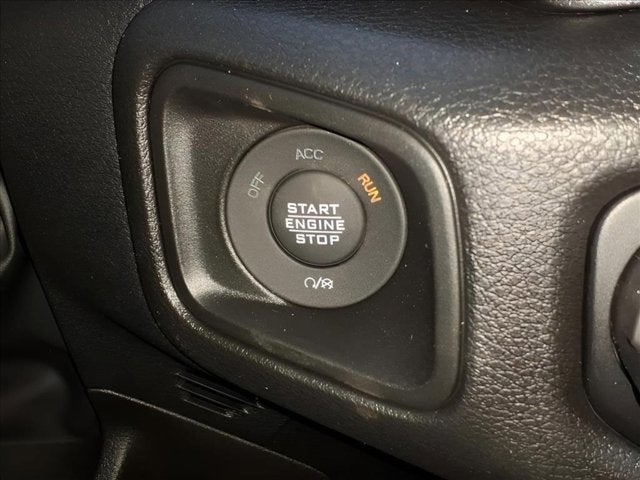 ACC
OFF
RUN
START
ENGINE
STOP